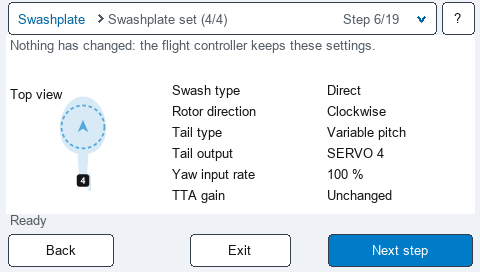 Swashplate > Swashplate set (4/4) Step 6/19 ?
Nothing has changed: the flight controller keeps these settings.
Top view
4
Swash type Direct
Rotor direction Clockwise
Tail type Variable pitch
Tail output SERVO 4
Yaw input rate 100 %
TTA gain Unchanged
Ready
Back Exit Next step